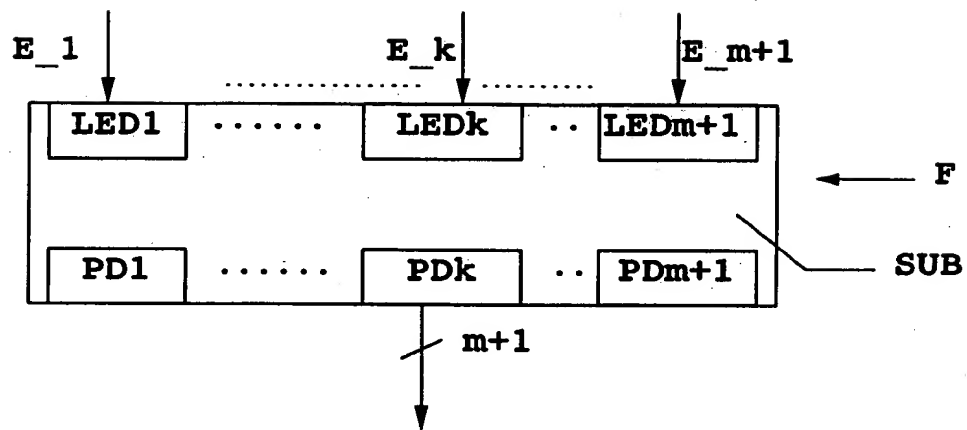 E_1 E_k E_m+1
LED1 ...... LEDk .. LEDm+1
F
SUB
PD1 ...... PDk .. PDm+1
m+1